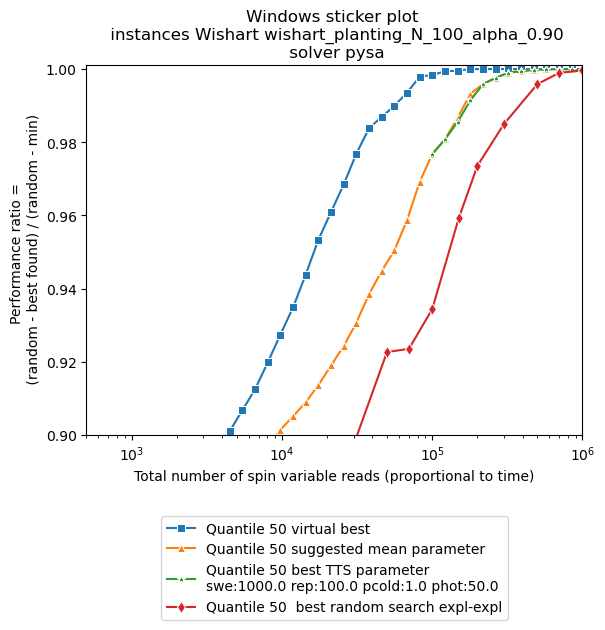 Windows sticker plot
instances Wishart wishart_planting_N_100_alpha_0.90
solver pysa
1.00
0.98
0.96
0.94
0.92
0.90
Performance ratio =
(random - best found) / (random - min)
10³ 10⁴ 10⁵ 10⁶
Total number of spin variable reads (proportional to time)
Quantile 50 virtual best
Quantile 50 suggested mean parameter
Quantile 50 best TTS parameter
swe:1000.0 rep:100.0 pcold:1.0 phot:50.0
Quantile 50  best random search expl-expl